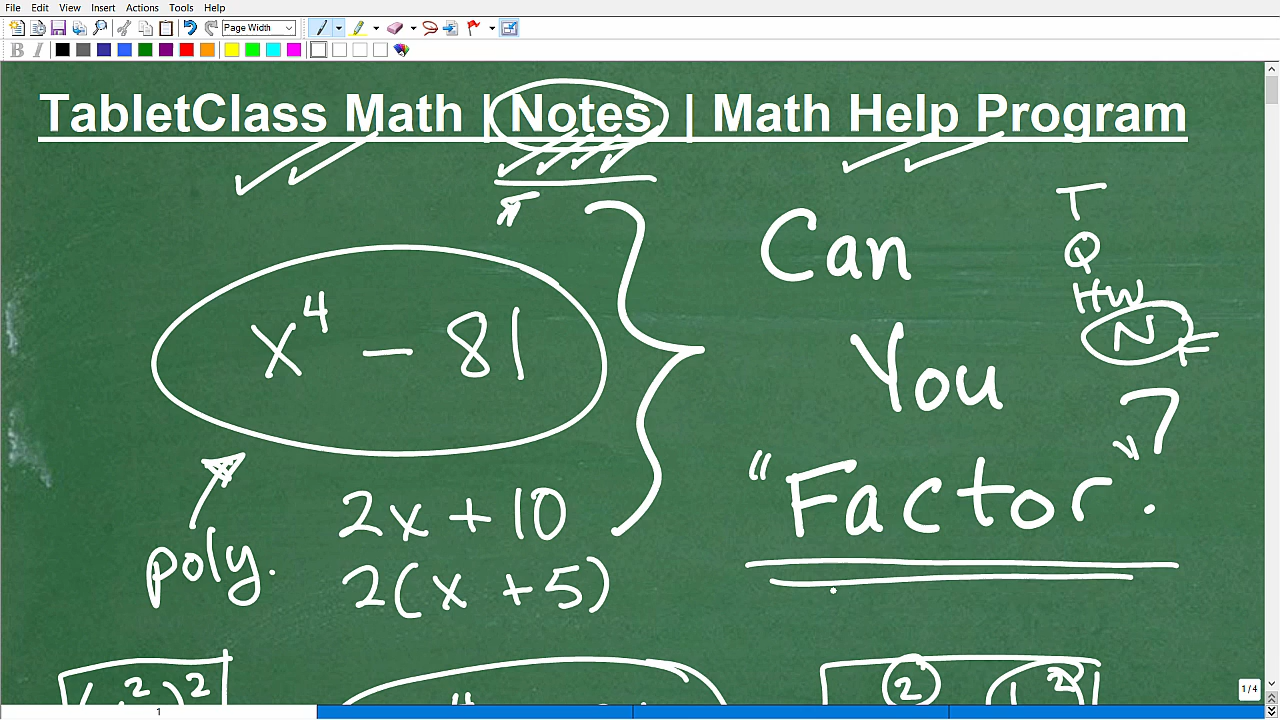 File Edit View Insert Actions Tools Help
Page Width
B I
TabletClass Math | Notes | Math Help Program
T
Q
HW
N
Can
You
"Factor" ?
x⁴ − 81
poly.
2x + 10
2(x + 5)
1/4
1